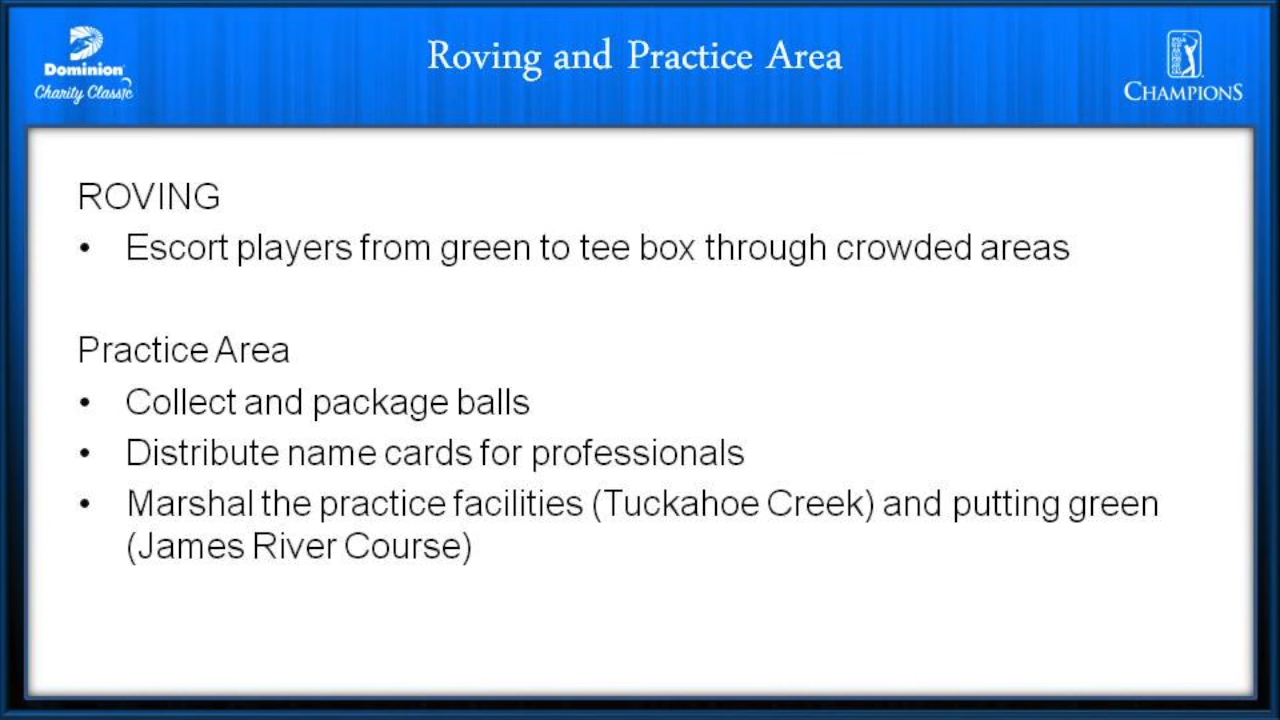 Roving and Practice Area
Dominion
Charity Classic
PGA TOUR
CHAMPIONS
ROVING
• Escort players from green to tee box through crowded areas
Practice Area
• Collect and package balls
• Distribute name cards for professionals
• Marshal the practice facilities (Tuckahoe Creek) and putting green
(James River Course)